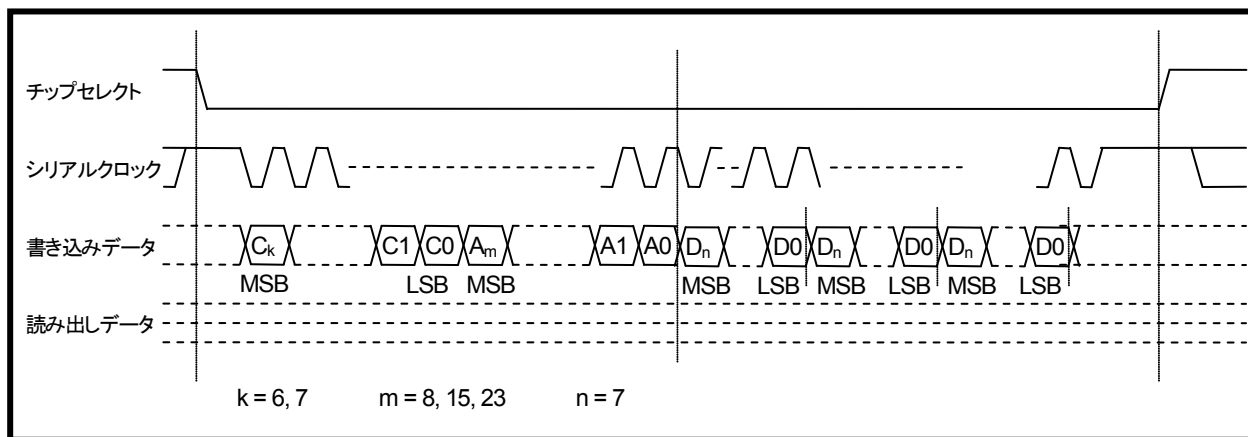 チップセレクト
シリアルクロック
書き込みデータ Ck C1 C0 Am A1 A0 Dn D0 Dn D0 Dn D0
MSB LSB MSB MSB LSB MSB LSB MSB LSB
読み出しデータ
k = 6, 7 m = 8, 15, 23 n = 7